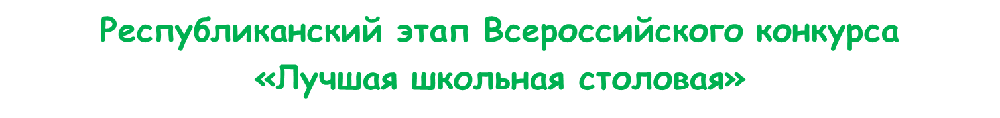 Республиканский этап Всероссийского конкурса
«Лучшая школьная столовая»